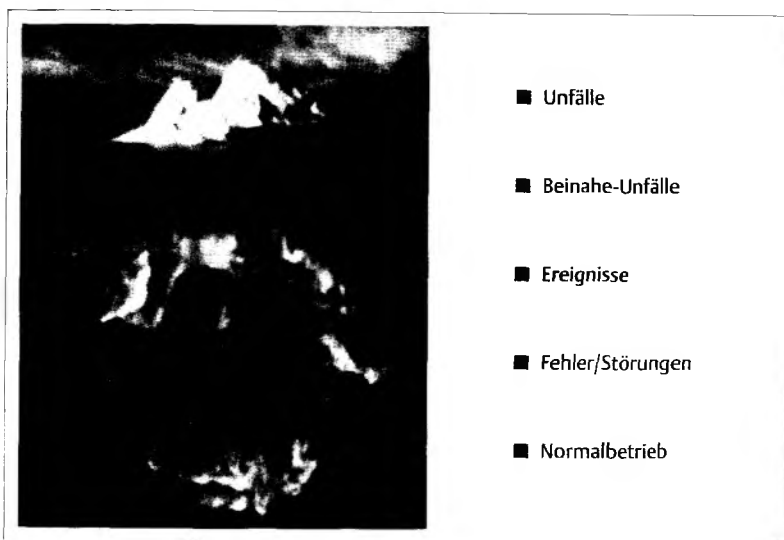 ■ Unfälle
■ Beinahe-Unfälle
■ Ereignisse
■ Fehler/Störungen
■ Normalbetrieb